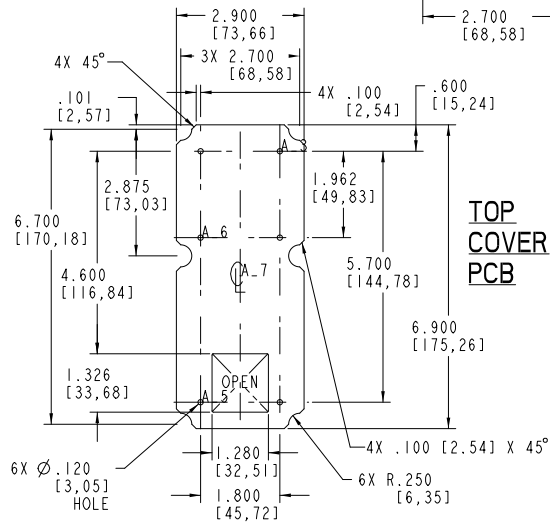 2.900
[73,66]
2.700
[68,58]
3X 2.700
[68,58]
4X 45°
4X .100
[2,54]
.600
[15,24]
.101
[2,57]
A_3
2.875
[73,03]
1.962
[49,83]
6.700
[170,18]
A_6
TOP
COVER
PCB
4.600
[116,84]
A_7
5.700
[144,78]
6.900
[175,26]
1.326
[33,68]
OPEN
A_5
4X .100 [2.54] X 45°
6X Ø.120
[3,05]
HOLE
1.280
[32,51]
6X R.250
[6,35]
1.800
[45,72]